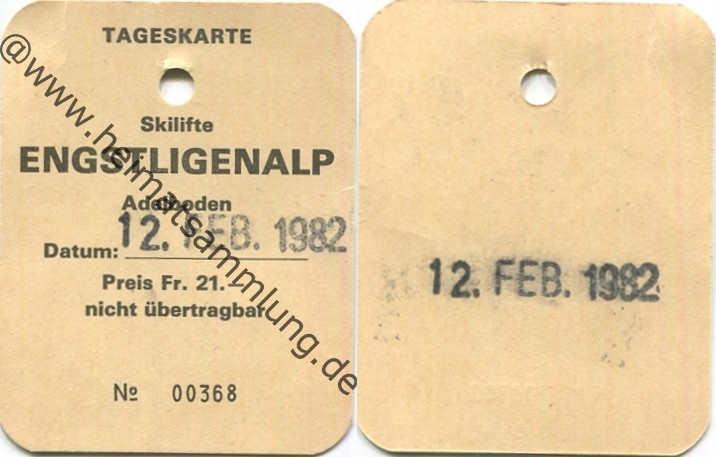 TAGESKARTE
Skilifte
ENGSTLIGENALP
Adelboden
Datum: 12. FEB. 1982
Preis Fr. 21.-
nicht übertragbar
№ 00368
@www.heimatsammlung.de
12. FEB. 1982